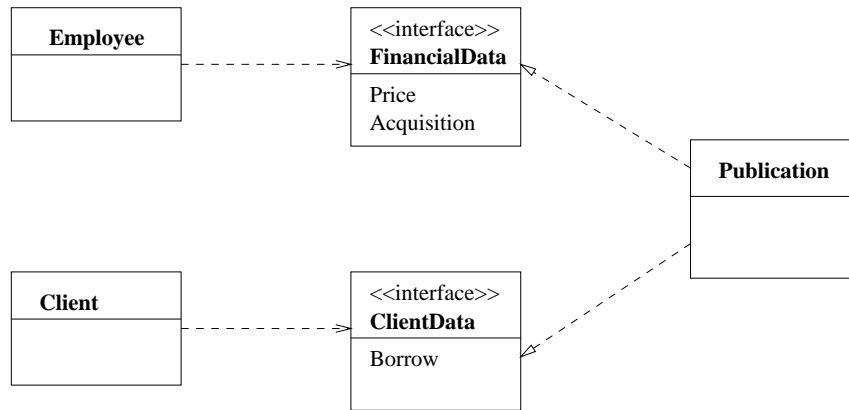 Employee
<<interface>>
FinancialData
Price
Acquisition
Publication
Client
<<interface>>
ClientData
Borrow